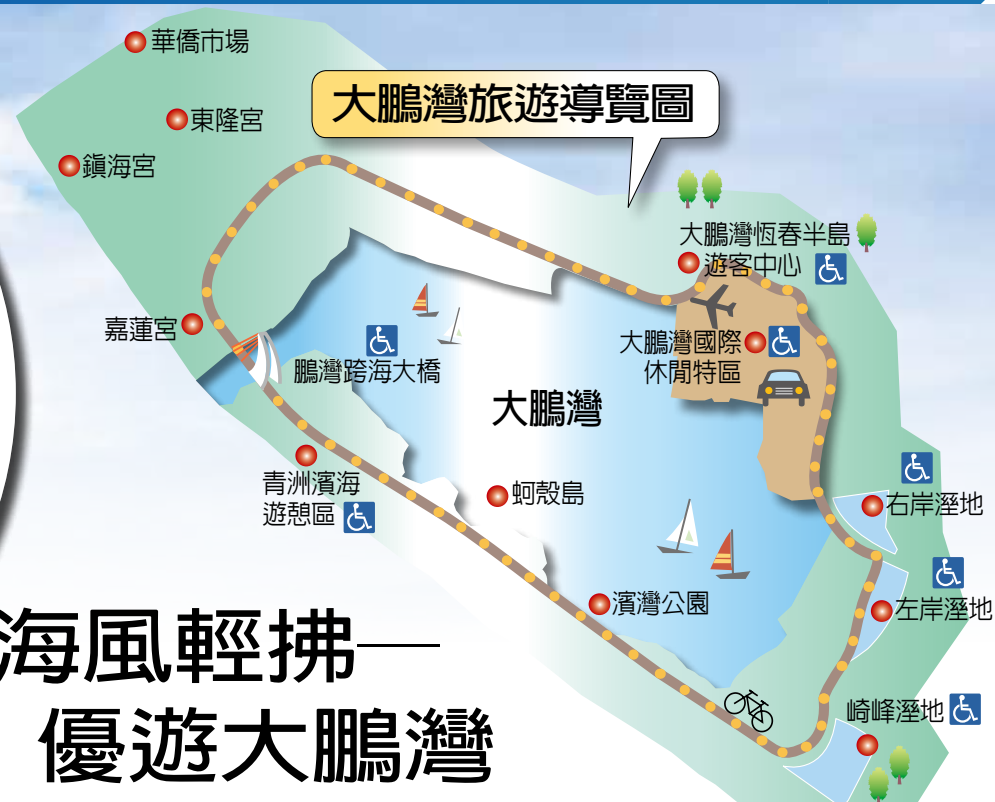 華僑市場
大鵬灣旅遊導覽圖
東隆宮
鎮海宮
大鵬灣恆春半島
遊客中心
嘉蓮宮
大鵬灣國際
休閒特區
鵬灣跨海大橋
大鵬灣
青洲濱海
遊憩區
蚵殼島
右岸溼地
濱灣公園
左岸溼地
海風輕拂—
優遊大鵬灣
崎峰溼地